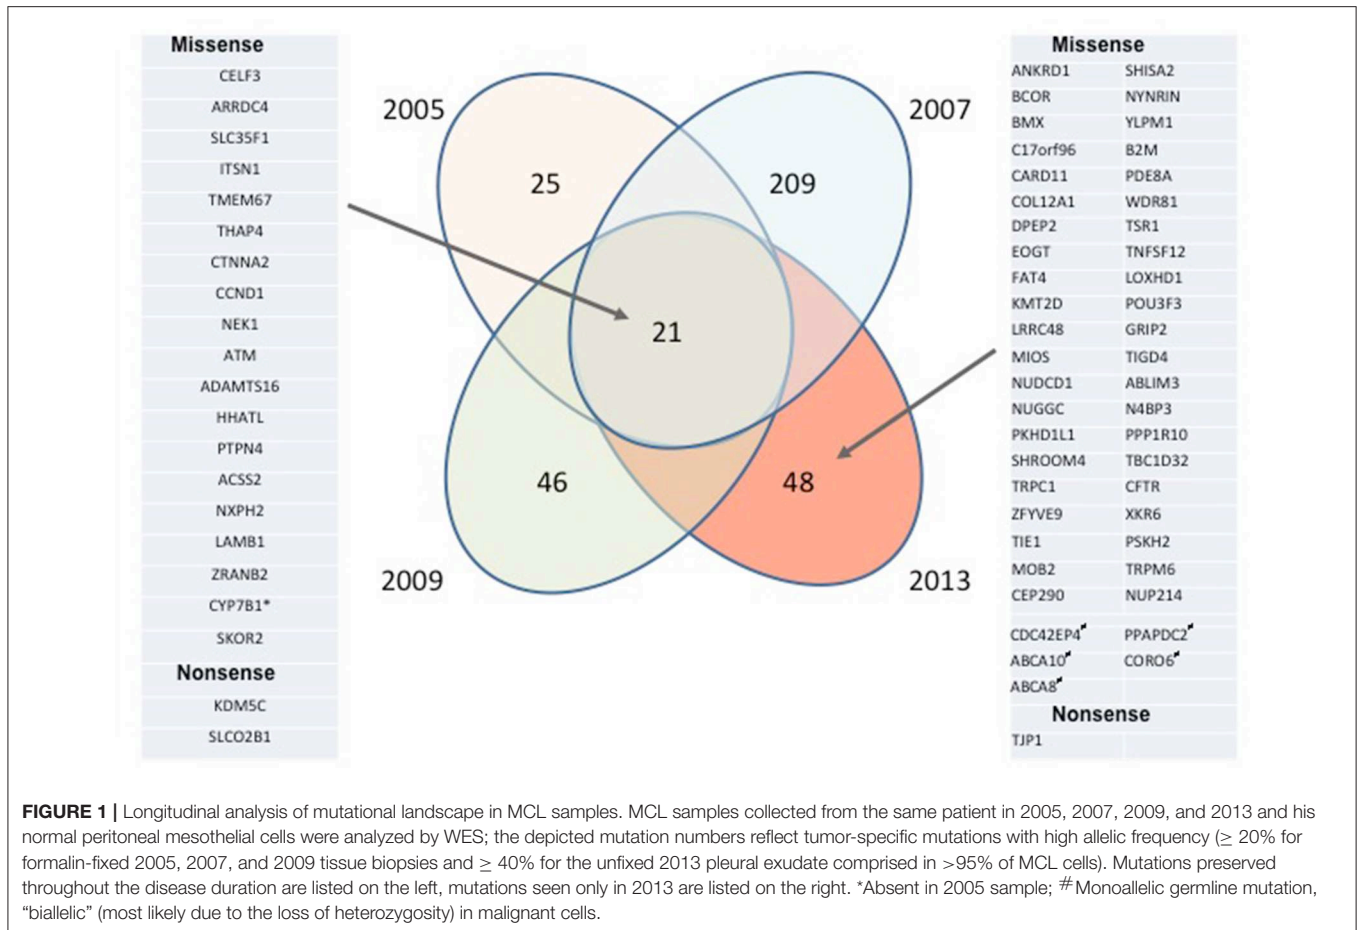 Missense
CELF3
ARRDC4
SLC35F1
ITSN1
TMEM67
THAP4
CTNNA2
CCND1
NEK1
ATM
ADAMTS16
HHATL
PTPN4
ACSS2
NXPH2
LAMB1
ZRANB2
CYP7B1*
SKOR2
Nonsense
KDM5C
SLCO2B1
2005
2007
25
209
21
46
48
2009
2013
Missense
ANKRD1 SHISA2
BCOR NYNRIN
BMX YLPM1
C17orf96 B2M
CARD11 PDE8A
COL12A1 WDR81
DPEP2 TSR1
EOGT TNFSF12
FAT4 LOXHD1
KMT2D POU3F3
LRRC48 GRIP2
MIOS TIGD4
NUDCD1 ABLIM3
NUGGC N4BP3
PKHD1L1 PPP1R10
SHROOM4 TBC1D32
TRPC1 CFTR
ZFYVE9 XKR6
TIE1 PSKH2
MOB2 TRPM6
CEP290 NUP214
CDC42EP4# PPAPDC2#
ABCA10# CORO6#
ABCA8#
Nonsense
TJP1
FIGURE 1 | Longitudinal analysis of mutational landscape in MCL samples. MCL samples collected from the same patient in 2005, 2007, 2009, and 2013 and his
normal peritoneal mesothelial cells were analyzed by WES; the depicted mutation numbers reflect tumor-specific mutations with high allelic frequency (≥ 20% for
formalin-fixed 2005, 2007, and 2009 tissue biopsies and ≥ 40% for the unfixed 2013 pleural exudate comprised in >95% of MCL cells). Mutations preserved
throughout the disease duration are listed on the left, mutations seen only in 2013 are listed on the right. *Absent in 2005 sample; #Monoallelic germline mutation,
“biallelic” (most likely due to the loss of heterozygosity) in malignant cells.